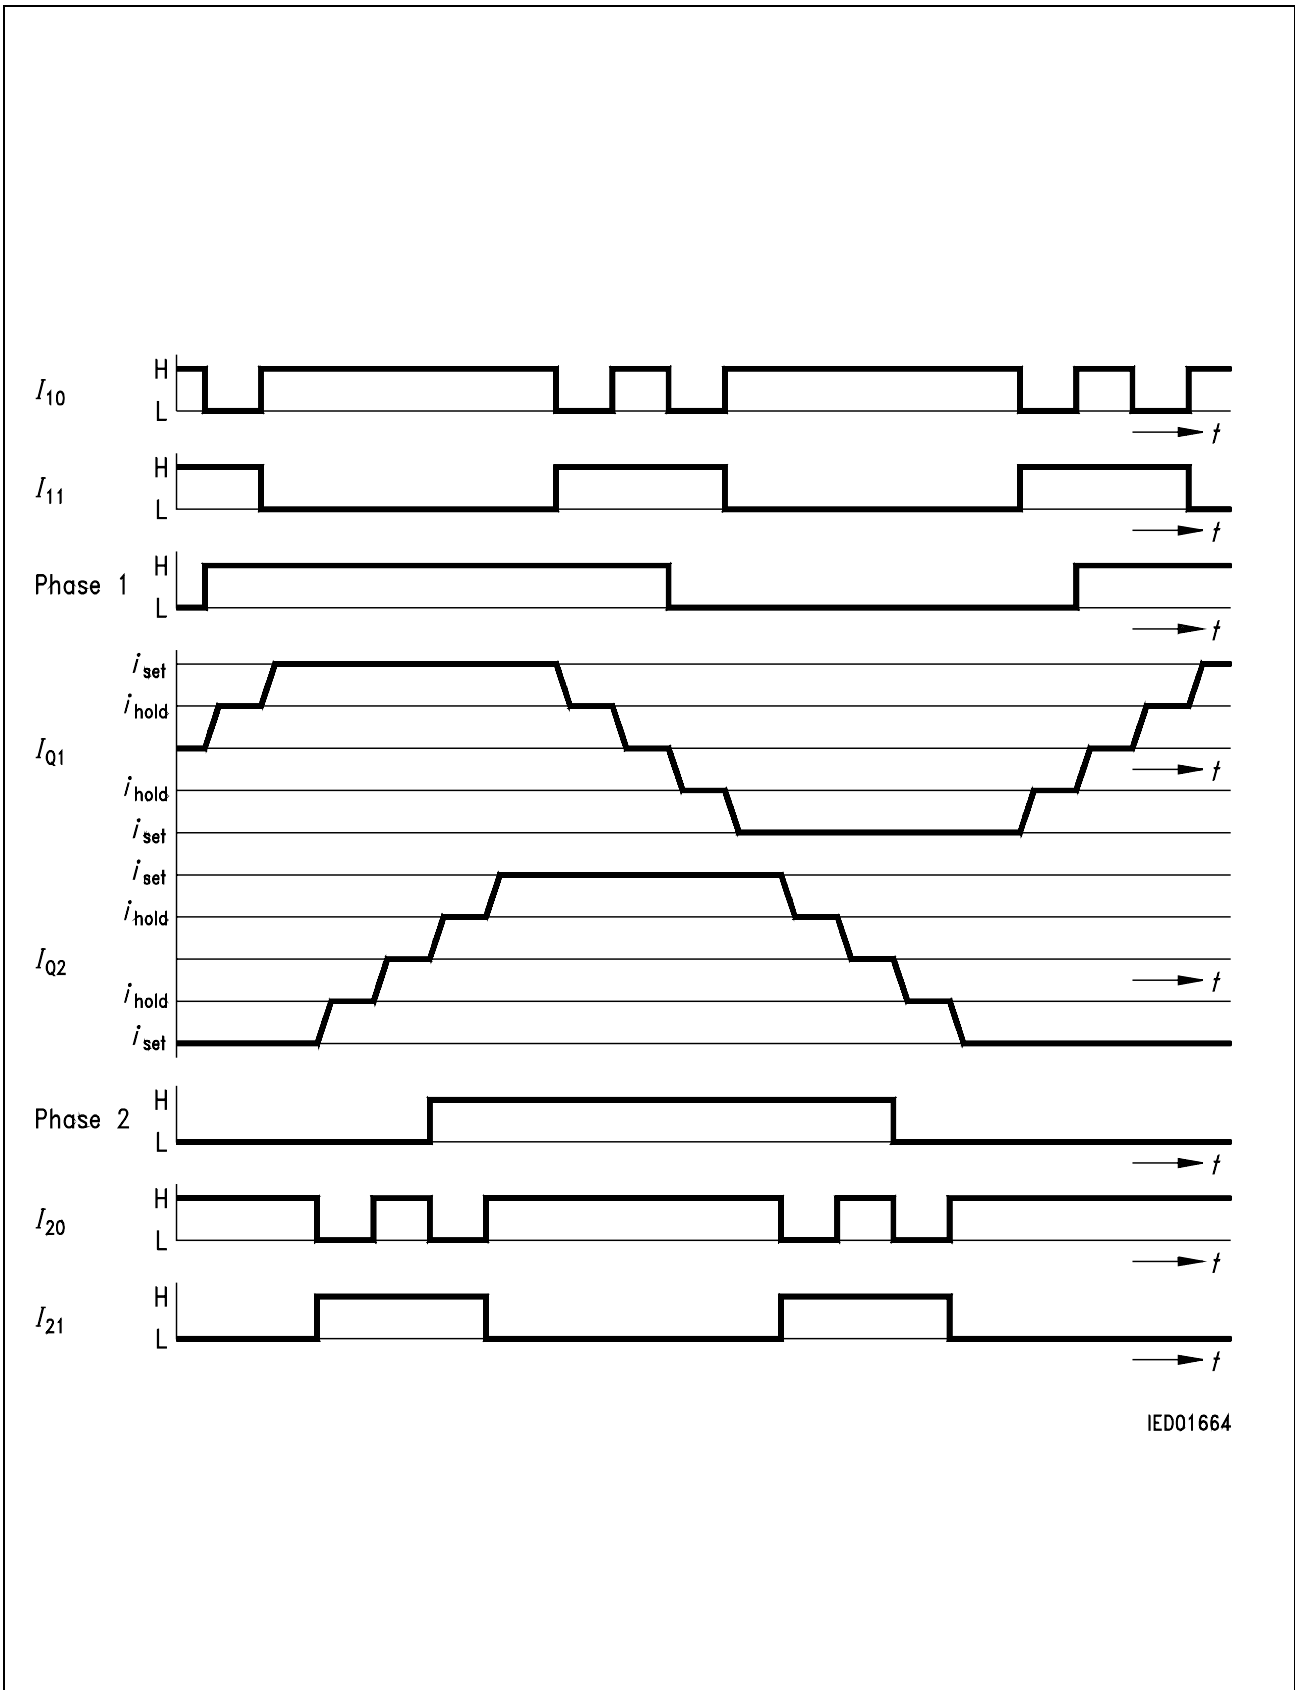 H
I10
L
t
H
I11
L
t
H
Phase 1
L
t
i set
i hold
IQ1
t
i hold
i set
i set
i hold
IQ2
t
i hold
i set
H
Phase 2
L
t
H
I20
L
t
H
I21
L
t
IED01664